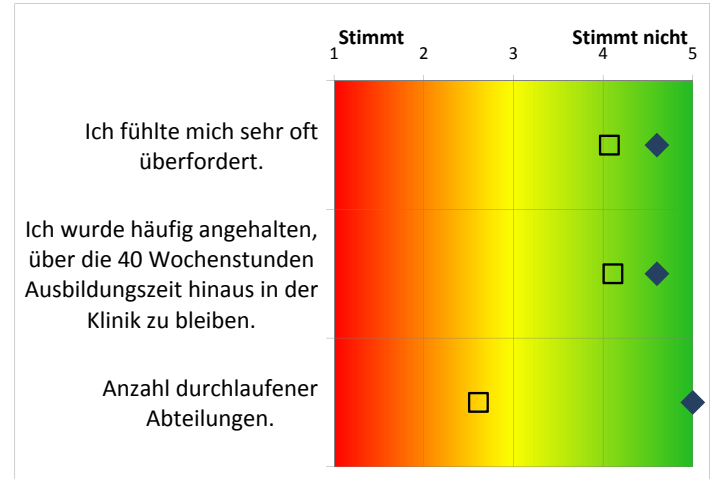 Stimmt Stimmt nicht
1 2 3 4 5
Ich fühlte mich sehr oft
überfordert.
Ich wurde häufig angehalten,
über die 40 Wochenstunden
Ausbildungszeit hinaus in der
Klinik zu bleiben.
Anzahl durchlaufener
Abteilungen.